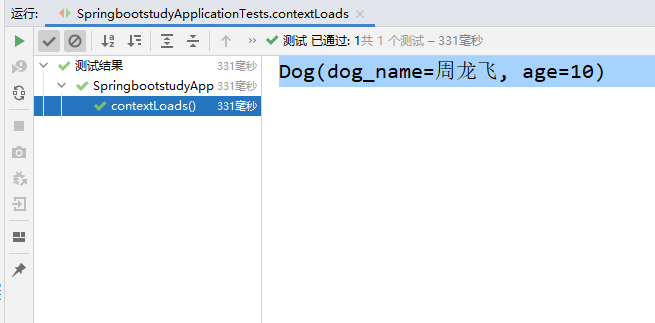 运行: SpringbootstudyApplicationTests.contextLoads
测试 已通过: 1共 1 个测试 – 331毫秒
测试结果 331毫秒
SpringbootstudyApp 331毫秒
contextLoads() 331毫秒
Dog(dog_name=周龙飞, age=10)